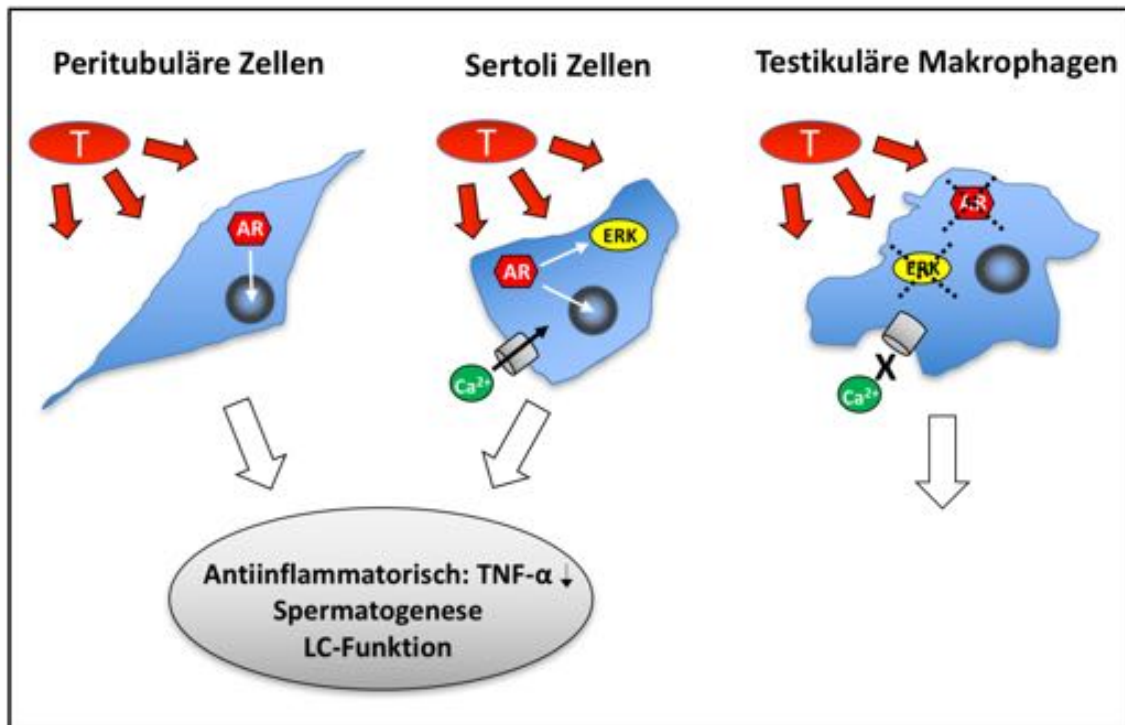 Peritubuläre Zellen
Sertoli Zellen
Testikuläre Makrophagen
T
T
T
AR
ERK
AR
AR
ERK
Ca²⁺
X
Ca²⁺
Antiinflammatorisch: TNF-α ↓
Spermatogenese
LC-Funktion